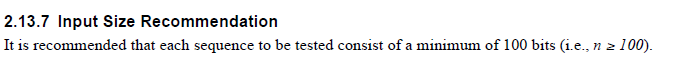 2.13.7 Input Size Recommendation
It is recommended that each sequence to be tested consist of a minimum of 100 bits (i.e., n ≥ 100).